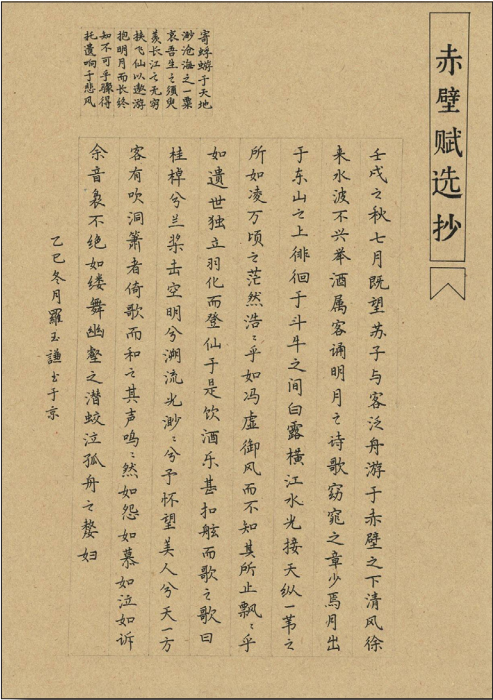 赤壁赋选抄
寄蜉蝣于天地
渺沧海之一粟
哀吾生之须臾
羡长江之无穷
挟飞仙以遨游
抱明月而长终
知不可乎骤得
托遗响于悲风
壬戌之秋七月既望苏子与客泛舟游于赤壁之下清风徐
来水波不兴举酒属客诵明月之诗歌窈窕之章少焉月出
于东山之上徘徊于斗牛之间白露横江水光接天纵一苇之
所如凌万顷之茫然浩〻乎如冯虚御风而不知其所止飘〻乎
如遗世独立羽化而登仙于是饮酒乐甚扣舷而歌之歌曰
桂棹兮兰桨击空明兮溯流光渺〻兮予怀望美人兮天一方
客有吹洞箫者倚歌而和之其声呜〻然如怨如慕如泣如诉
余音袅不绝如缕舞幽壑之潜蛟泣孤舟之嫠妇
乙巳冬月羅玉謙书于京